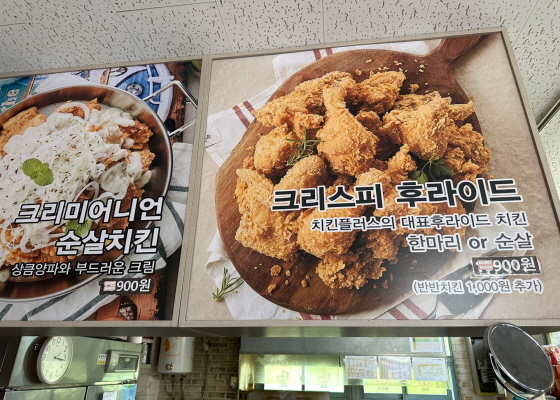 크리미어니언
순살치킨
상큼양파와 부드러운 크림
900원
크리스피 후라이드
치킨플러스의 대표후라이드 치킨
한마리 or 순살
900원
(반반치킨 1,000원 추가)